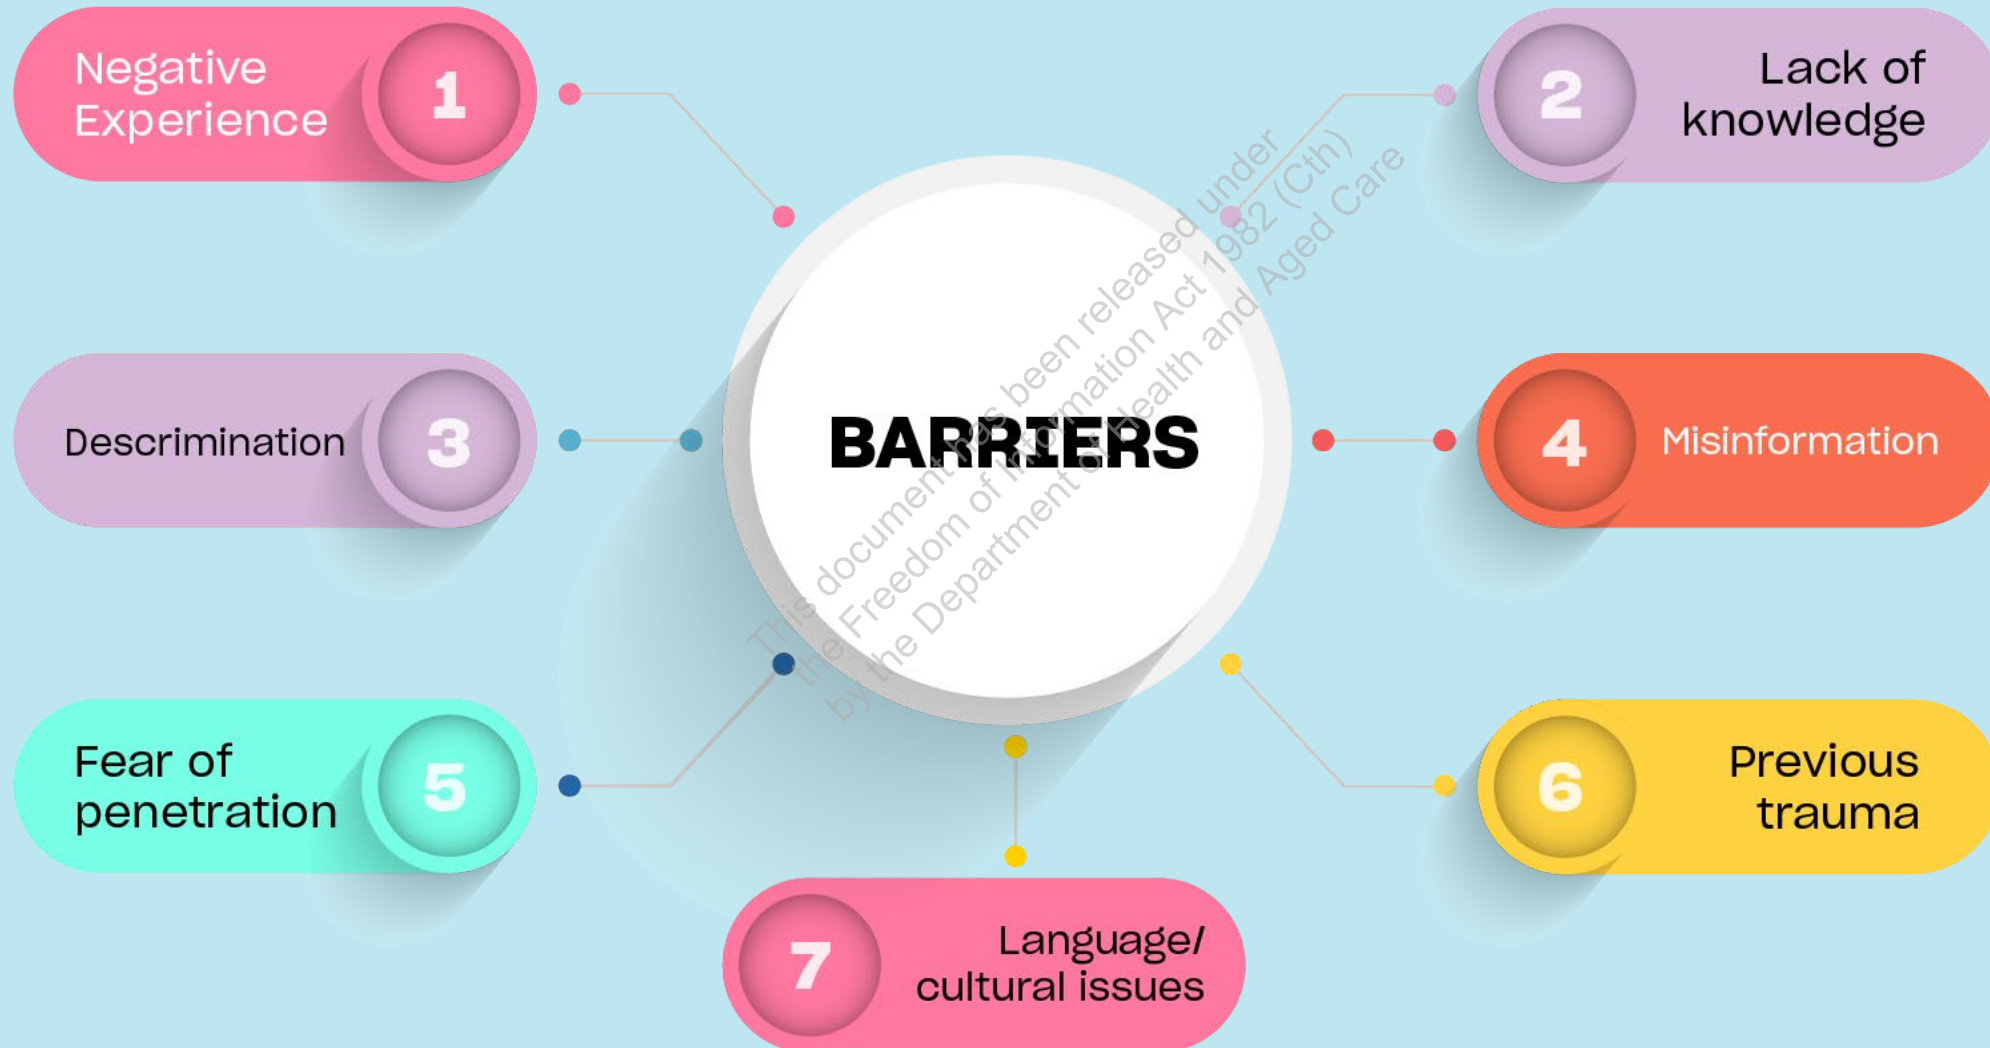 Negative
Experience
1
2
Lack of
knowledge
Descrimination
3
BARRIERS
4
Misinformation
Fear of
penetration
5
6
Previous
trauma
7
Language/
cultural issues
This document has been released under
the Freedom of Information Act 1982 (Cth)
by the Department of Health and Aged Care